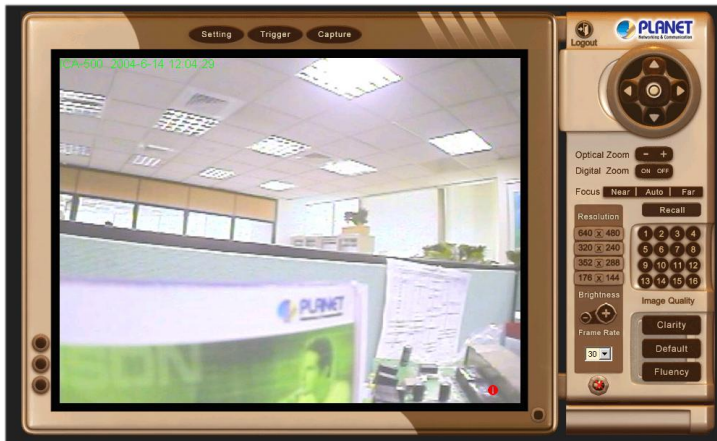 Setting Trigger Capture
CA-500 2004-6-14 12:04:29
PLANET
Logout
PLANET
Networking & Communication
Optical Zoom - +
Digital Zoom ON OFF
Focus Near Auto Far
Resolution
640 X 480
320 X 240
352 X 288
176 X 144
Brightness
Frame Rate
30
Recall
1 2 3 4
5 6 7 8
9 10 11 12
13 14 15 16
Image Quality
Clarity
Default
Fluency